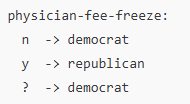 physician-fee-freeze:
  n  -> democrat
  y  -> republican
  ?  -> democrat